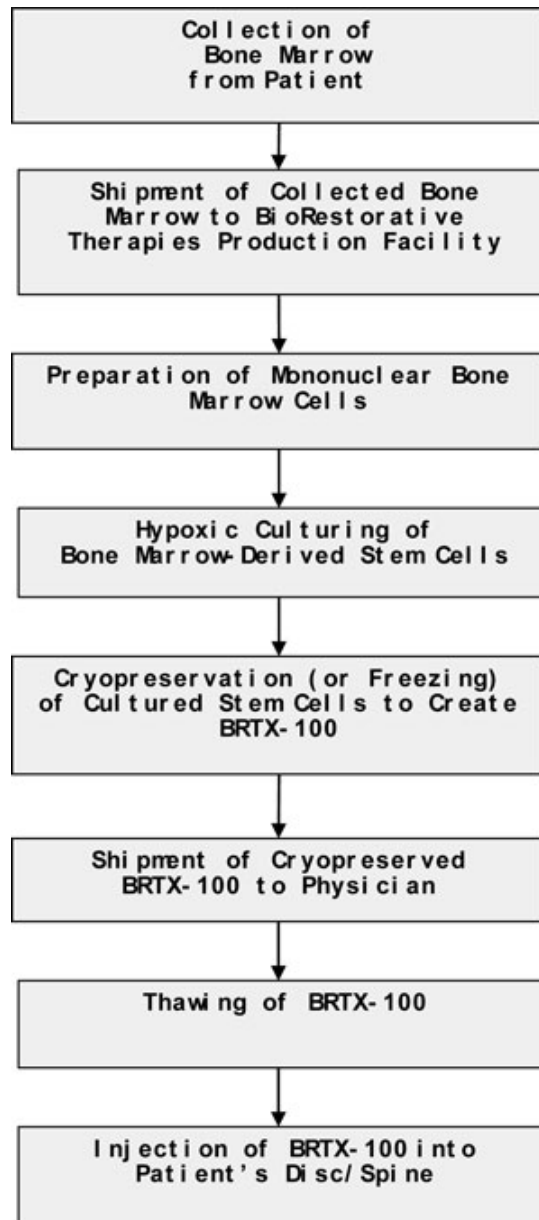 Collection of
Bone Marrow
from Patient
Shipment of Collected Bone
Marrow to BioRestorative
Therapies Production Facility
Preparation of Mononuclear Bone
Marrow Cells
Hypoxic Culturing of
Bone Marrow-Derived Stem Cells
Cryopreservation (or Freezing)
of Cultured Stem Cells to Create
BRTX-100
Shipment of Cryopreserved
BRTX-100 to Physician
Thawing of BRTX-100
Injection of BRTX-100 into
Patient's Disc/Spine